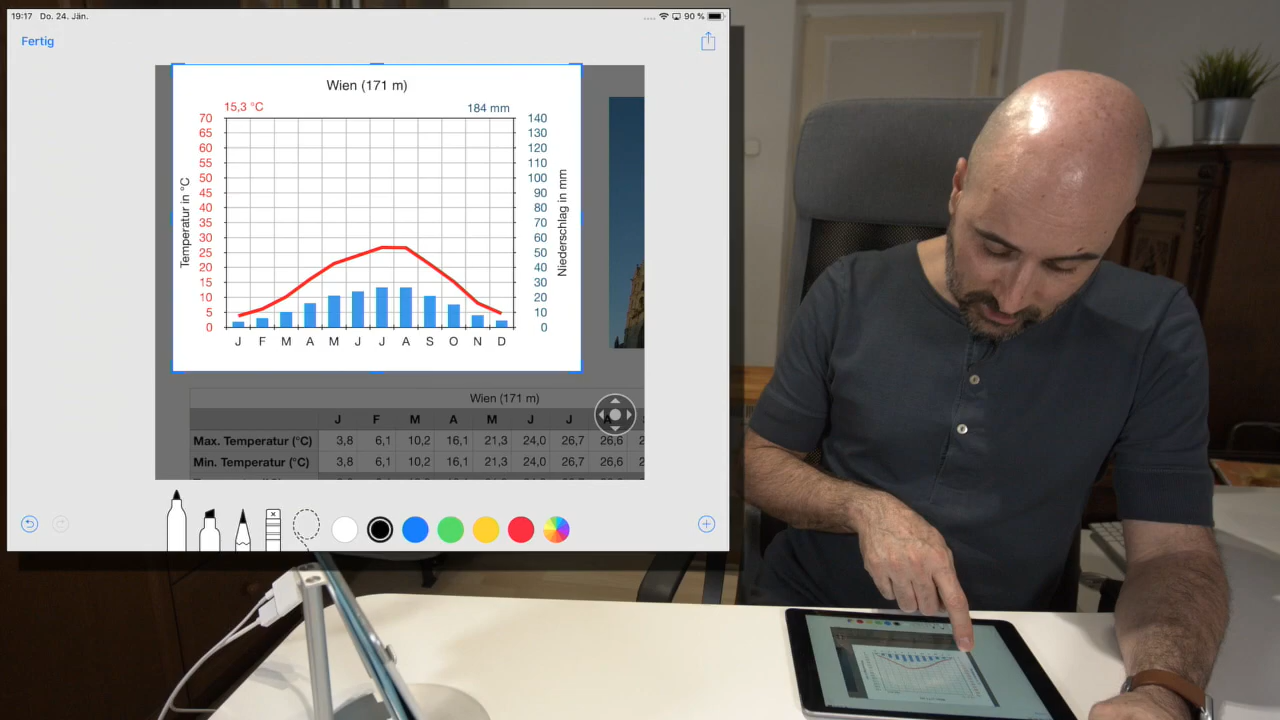 19:17 Do. 24. Jän.
90 %
Fertig
Wien (171 m)
15,3 °C
184 mm
70
65
60
55
50
45
40
35
30
25
20
15
10
5
0
Temperatur in °C
140
130
120
110
100
90
80
70
60
50
40
30
20
10
0
Niederschlag in mm
J F M A M J J A S O N D
Wien (171 m)
J F M A M J J
Max. Temperatur (°C) 3,8 6,1 10,2 16,1 21,3 24,0 26,7 26,6 2
Min. Temperatur (°C) 3,8 6,1 10,2 16,1 21,3 24,0 26,7 26,6 2